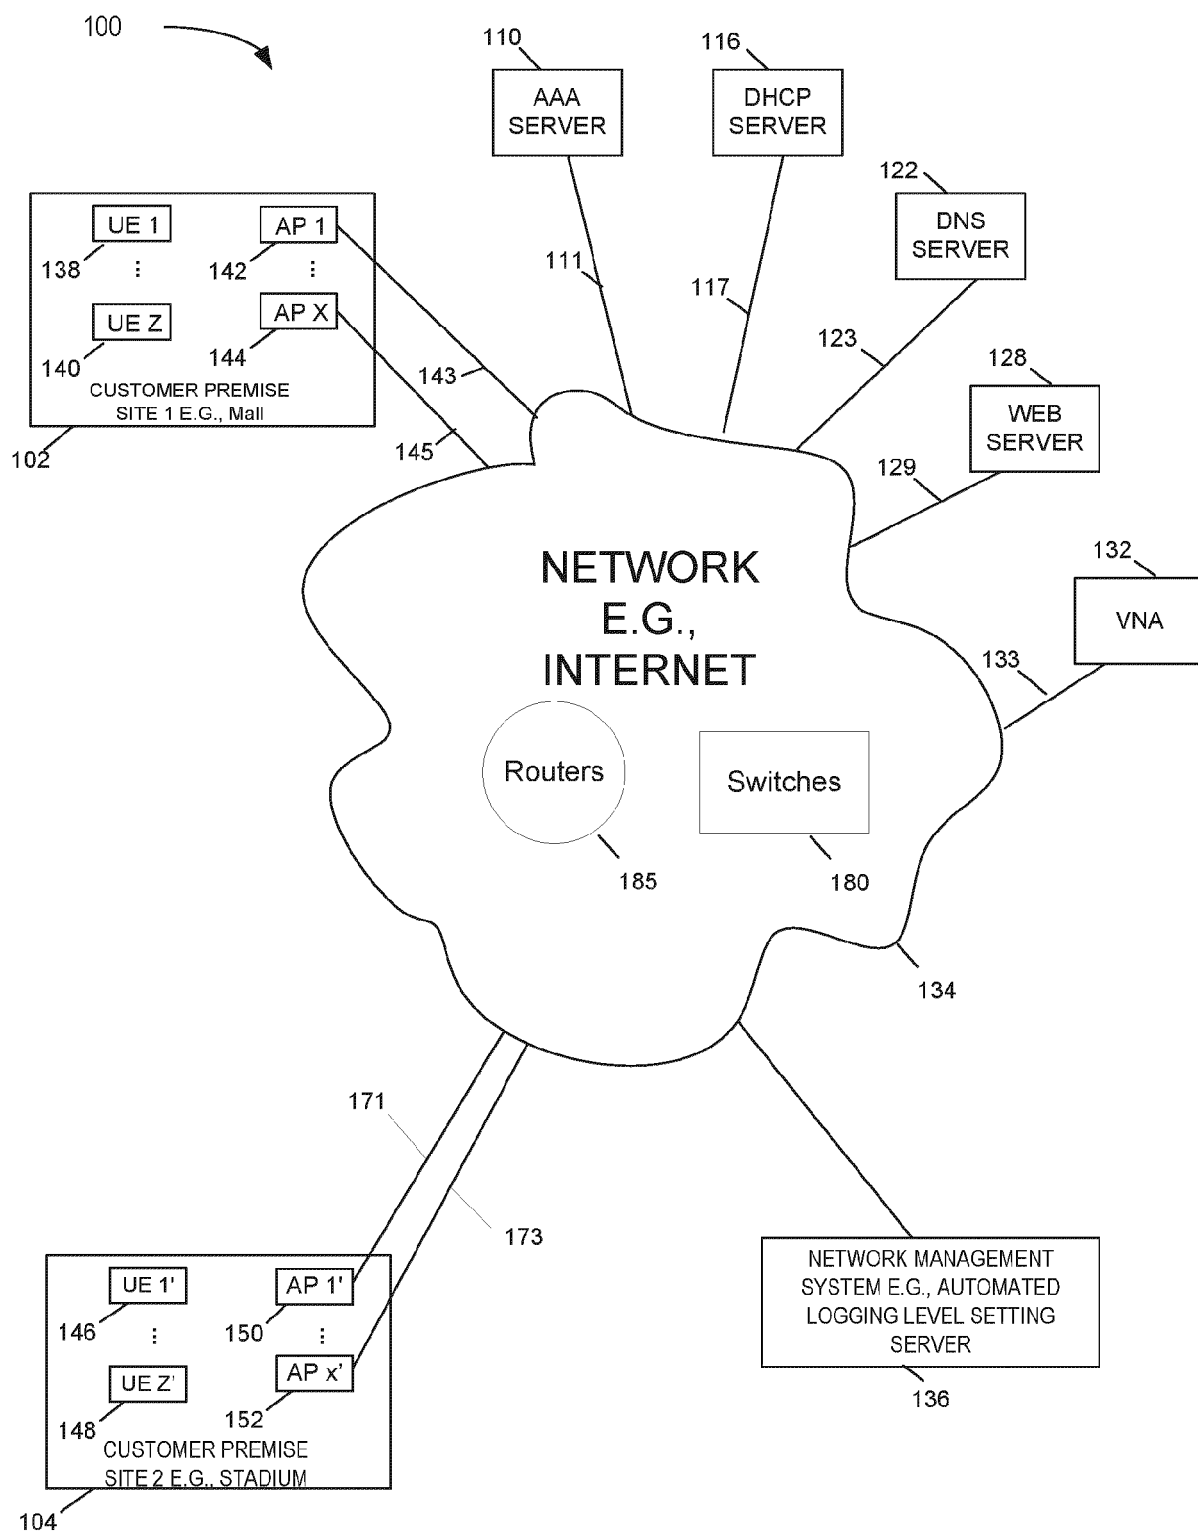 100
110
AAA
SERVER
116
DHCP
SERVER
122
DNS
SERVER
UE 1
AP 1
138
142
⋮
⋮
UE Z
AP X
140
144
CUSTOMER PREMISE
SITE 1 E.G., Mall
102
111
117
123
143
145
128
WEB
SERVER
129
132
VNA
133
NETWORK
E.G.,
INTERNET
Routers
Switches
185
180
134
171
173
UE 1'
AP 1'
146
150
⋮
⋮
UE Z'
AP x'
148
152
CUSTOMER PREMISE
SITE 2 E.G., STADIUM
104
NETWORK MANAGEMENT
SYSTEM E.G., AUTOMATED
LOGGING LEVEL SETTING
SERVER
136